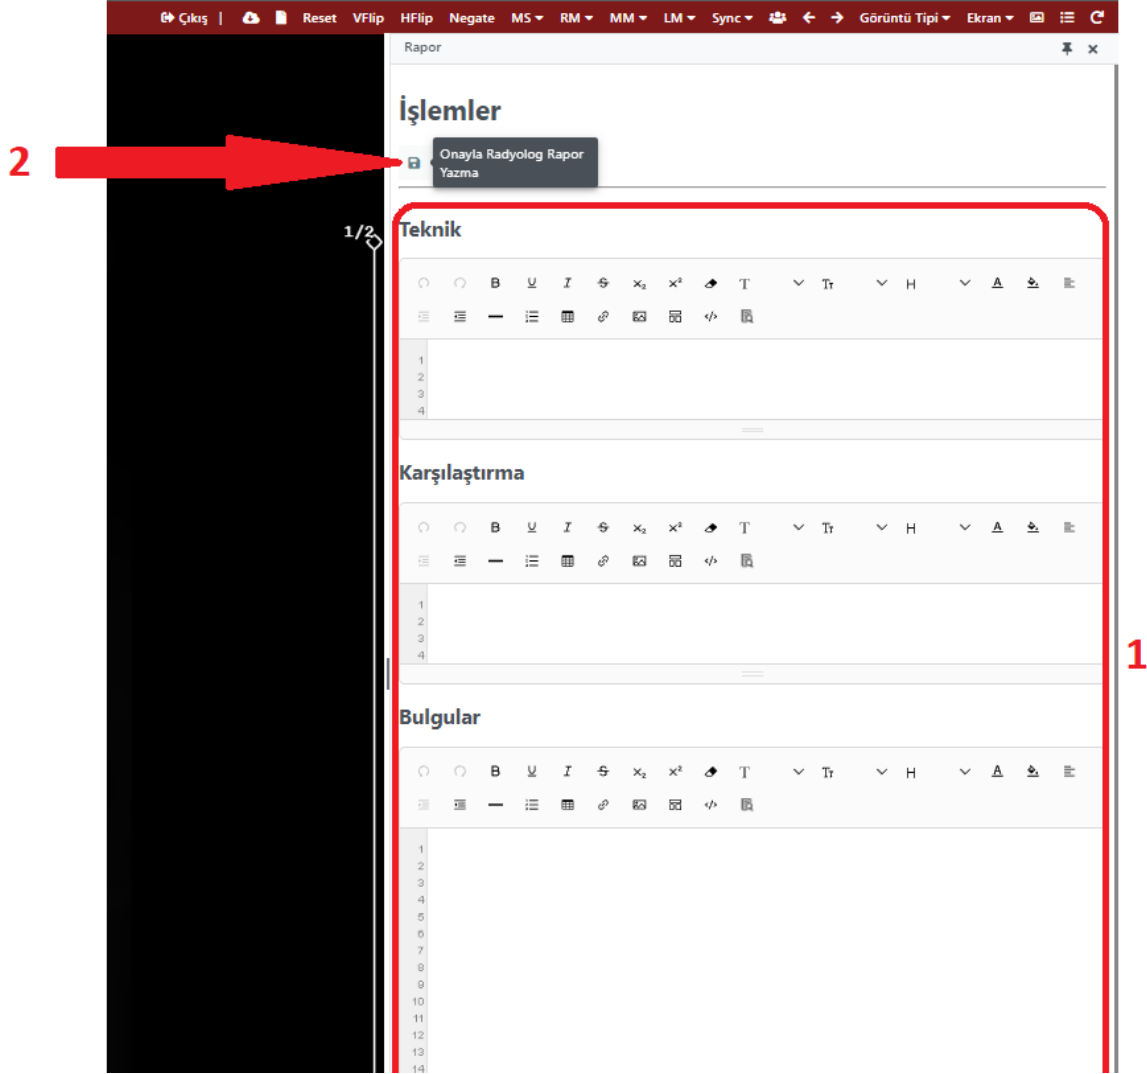 Çıkış | Reset VFlip HFlip Negate MS RM MM LM Sync Görüntü Tipi Ekran
Rapor
İşlemler
2
Onayla Radyolog Rapor
Yazma
1/2
Teknik
B U I S X₂ X² T Tт H A
1
2
3
4
Karşılaştırma
B U I S X₂ X² T Tт H A
1
2
3
4
1
Bulgular
B U I S X₂ X² T Tт H A
1
2
3
4
5
6
7
8
9
10
11
12
13
14